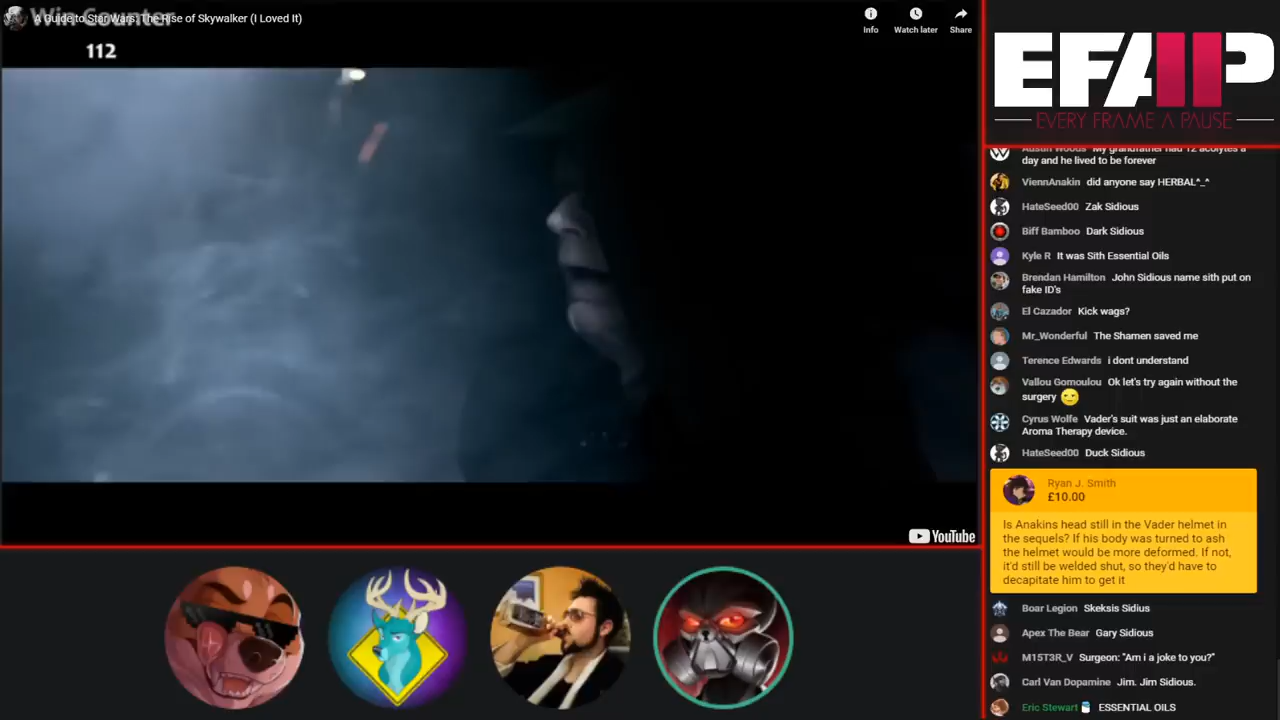 A Guide to Star Wars: The Rise of Skywalker (I Loved It)
Win Counter
112
Info
Watch later
Share
YouTube
EFAP
EVERY FRAME A PAUSE
Austin Woods My grandfather had 12 acolytes a
day and he lived to be forever
ViennAnakin did anyone say HERBAL^_^
HateSeed00 Zak Sidious
Biff Bamboo Dark Sidious
Kyle R It was Sith Essential Oils
Brendan Hamilton John Sidious name sith put on
fake ID's
El Cazador Kick wags?
Mr_Wonderful The Shamen saved me
Terence Edwards i dont understand
Vallou Gomoulou Ok let's try again without the
surgery
Cyrus Wolfe Vader's suit was just an elaborate
Aroma Therapy device.
HateSeed00 Duck Sidious
Ryan J. Smith
£10.00
Is Anakins head still in the Vader helmet in
the sequels? If his body was turned to ash
the helmet would be more deformed. If not,
it'd still be welded shut, so they'd have to
decapitate him to get it
Boar Legion Skeksis Sidius
Apex The Bear Gary Sidious
M15T3R_V Surgeon: "Am i a joke to you?"
Carl Van Dopamine Jim. Jim Sidious.
Eric Stewart ESSENTIAL OILS